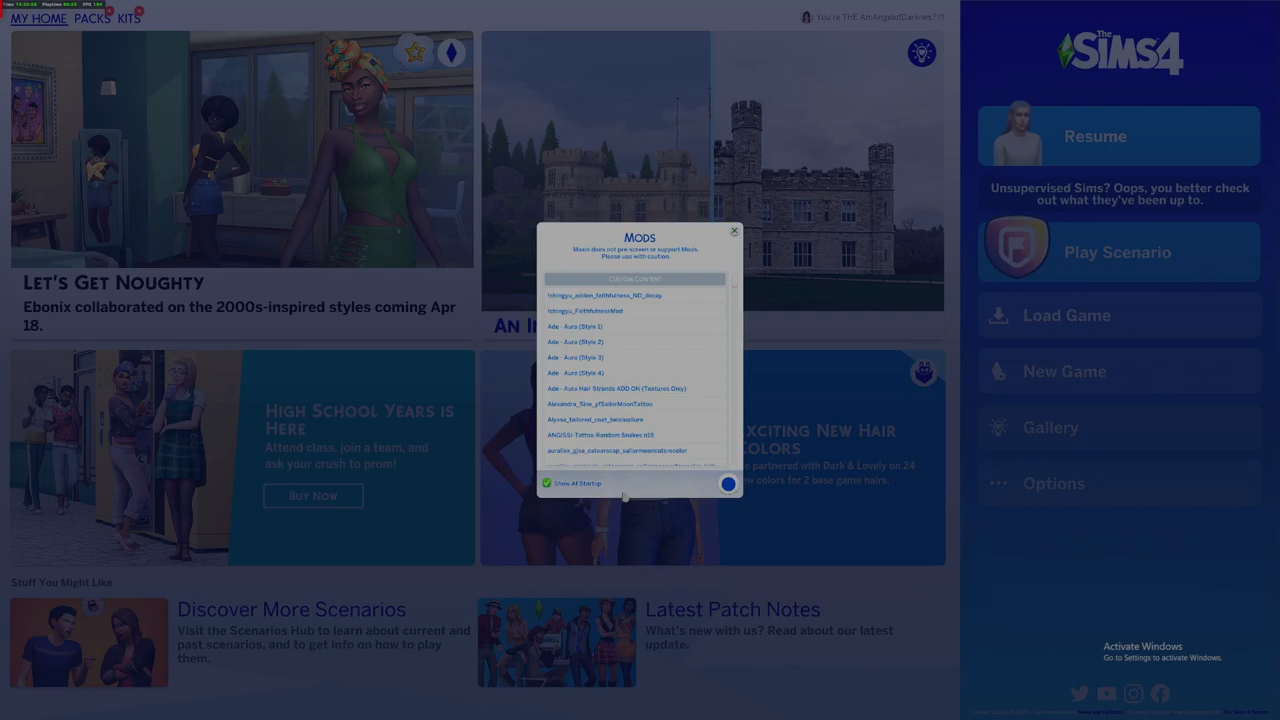 MY HOME PACKS KITS
You're THE AmAngelofDarknes?!!!
LET'S GET NOUGHTY
Ebonix collaborated on the 2000s-inspired styles coming Apr
18.
AN I
MODS
Maxis does not pre-screen or support Mods.
Please use with caution.
CUSTOM CONTENT
!chingyu_addon_faithfulness_NO_decay
!chingyu_FaithfulnessMod
Ade - Aura (Style 1)
Ade - Aura (Style 2)
Ade - Aura (Style 3)
Ade - Aura (Style 4)
Ade - Aura Hair Strands ADD ON (Textures Only)
ANGISSI-Tattoo Random Snakes n19
Show At Startup
HIGH SCHOOL YEARS IS
HERE
Attend class, join a team, and
ask your crush to prom!
BUY NOW
XCITING NEW HAIR
COLORS
e partnered with Dark & Lovely on 24
ew colors for 2 base game hairs.
Stuff You Might Like
Discover More Scenarios
Visit the Scenarios Hub to learn about current and
past scenarios, and to get info on how to play
them.
Latest Patch Notes
What's new with us? Read about our latest
update.
The SIMS 4
Resume
Unsupervised Sims? Oops, you better check
out what they've been up to.
Play Scenario
Load Game
New Game
Gallery
Options
Activate Windows
Go to Settings to activate Windows.